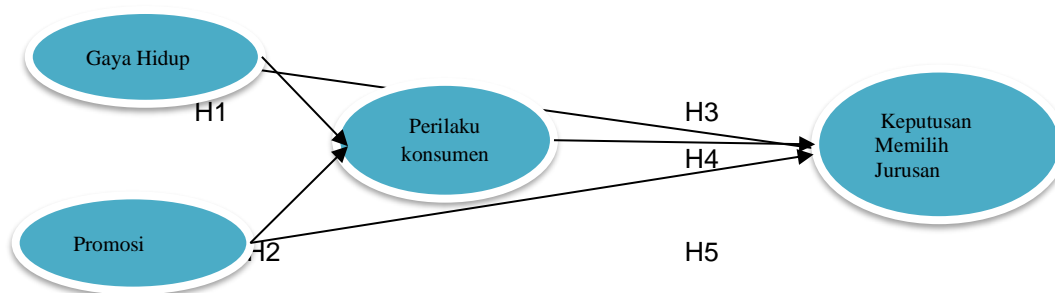 Gaya Hidup
H1
H3
Perilaku
konsumen
Keputusan
Memilih
Jurusan
H4
Promosi
H2
H5